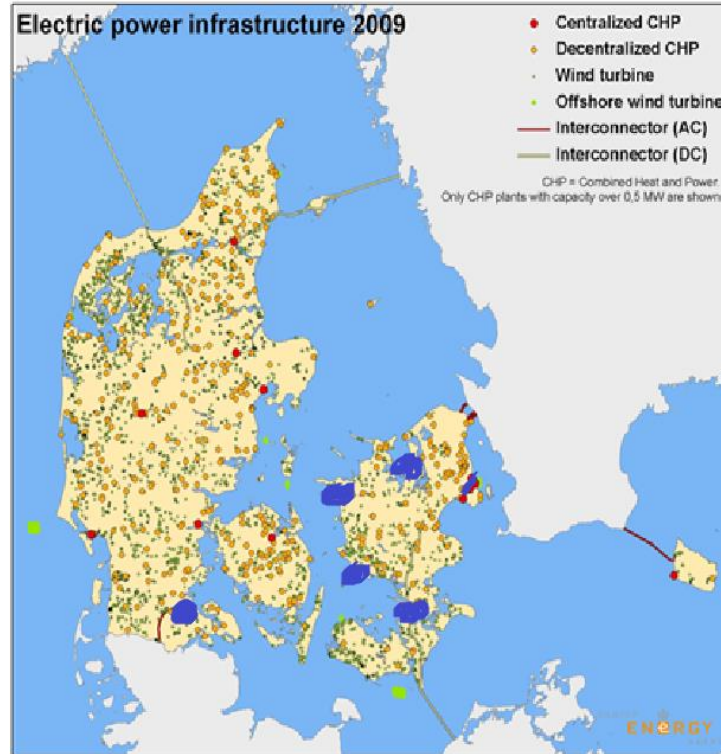 Electric power infrastructure 2009
Centralized CHP
Decentralized CHP
Wind turbine
Offshore wind turbine
Interconnector (AC)
Interconnector (DC)
CHP = Combined Heat and Power.
Only CHP plants with capacity over 0,5 MW are shown
ENERGY